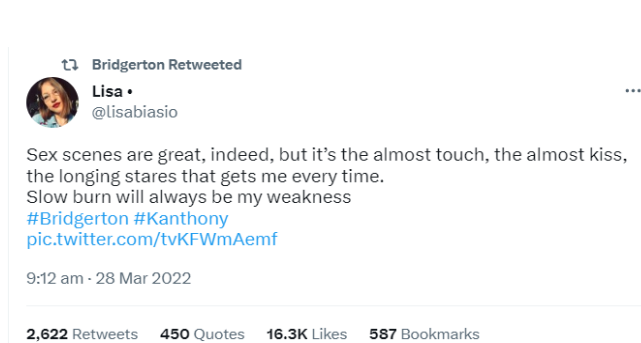 Bridgerton Retweeted
Lisa •
@lisabiasio
Sex scenes are great, indeed, but it’s the almost touch, the almost kiss,
the longing stares that gets me every time.
Slow burn will always be my weakness
#Bridgerton #Kanthony
pic.twitter.com/tvKFWmAemf
9:12 am · 28 Mar 2022
2,622 Retweets 450 Quotes 16.3K Likes 587 Bookmarks